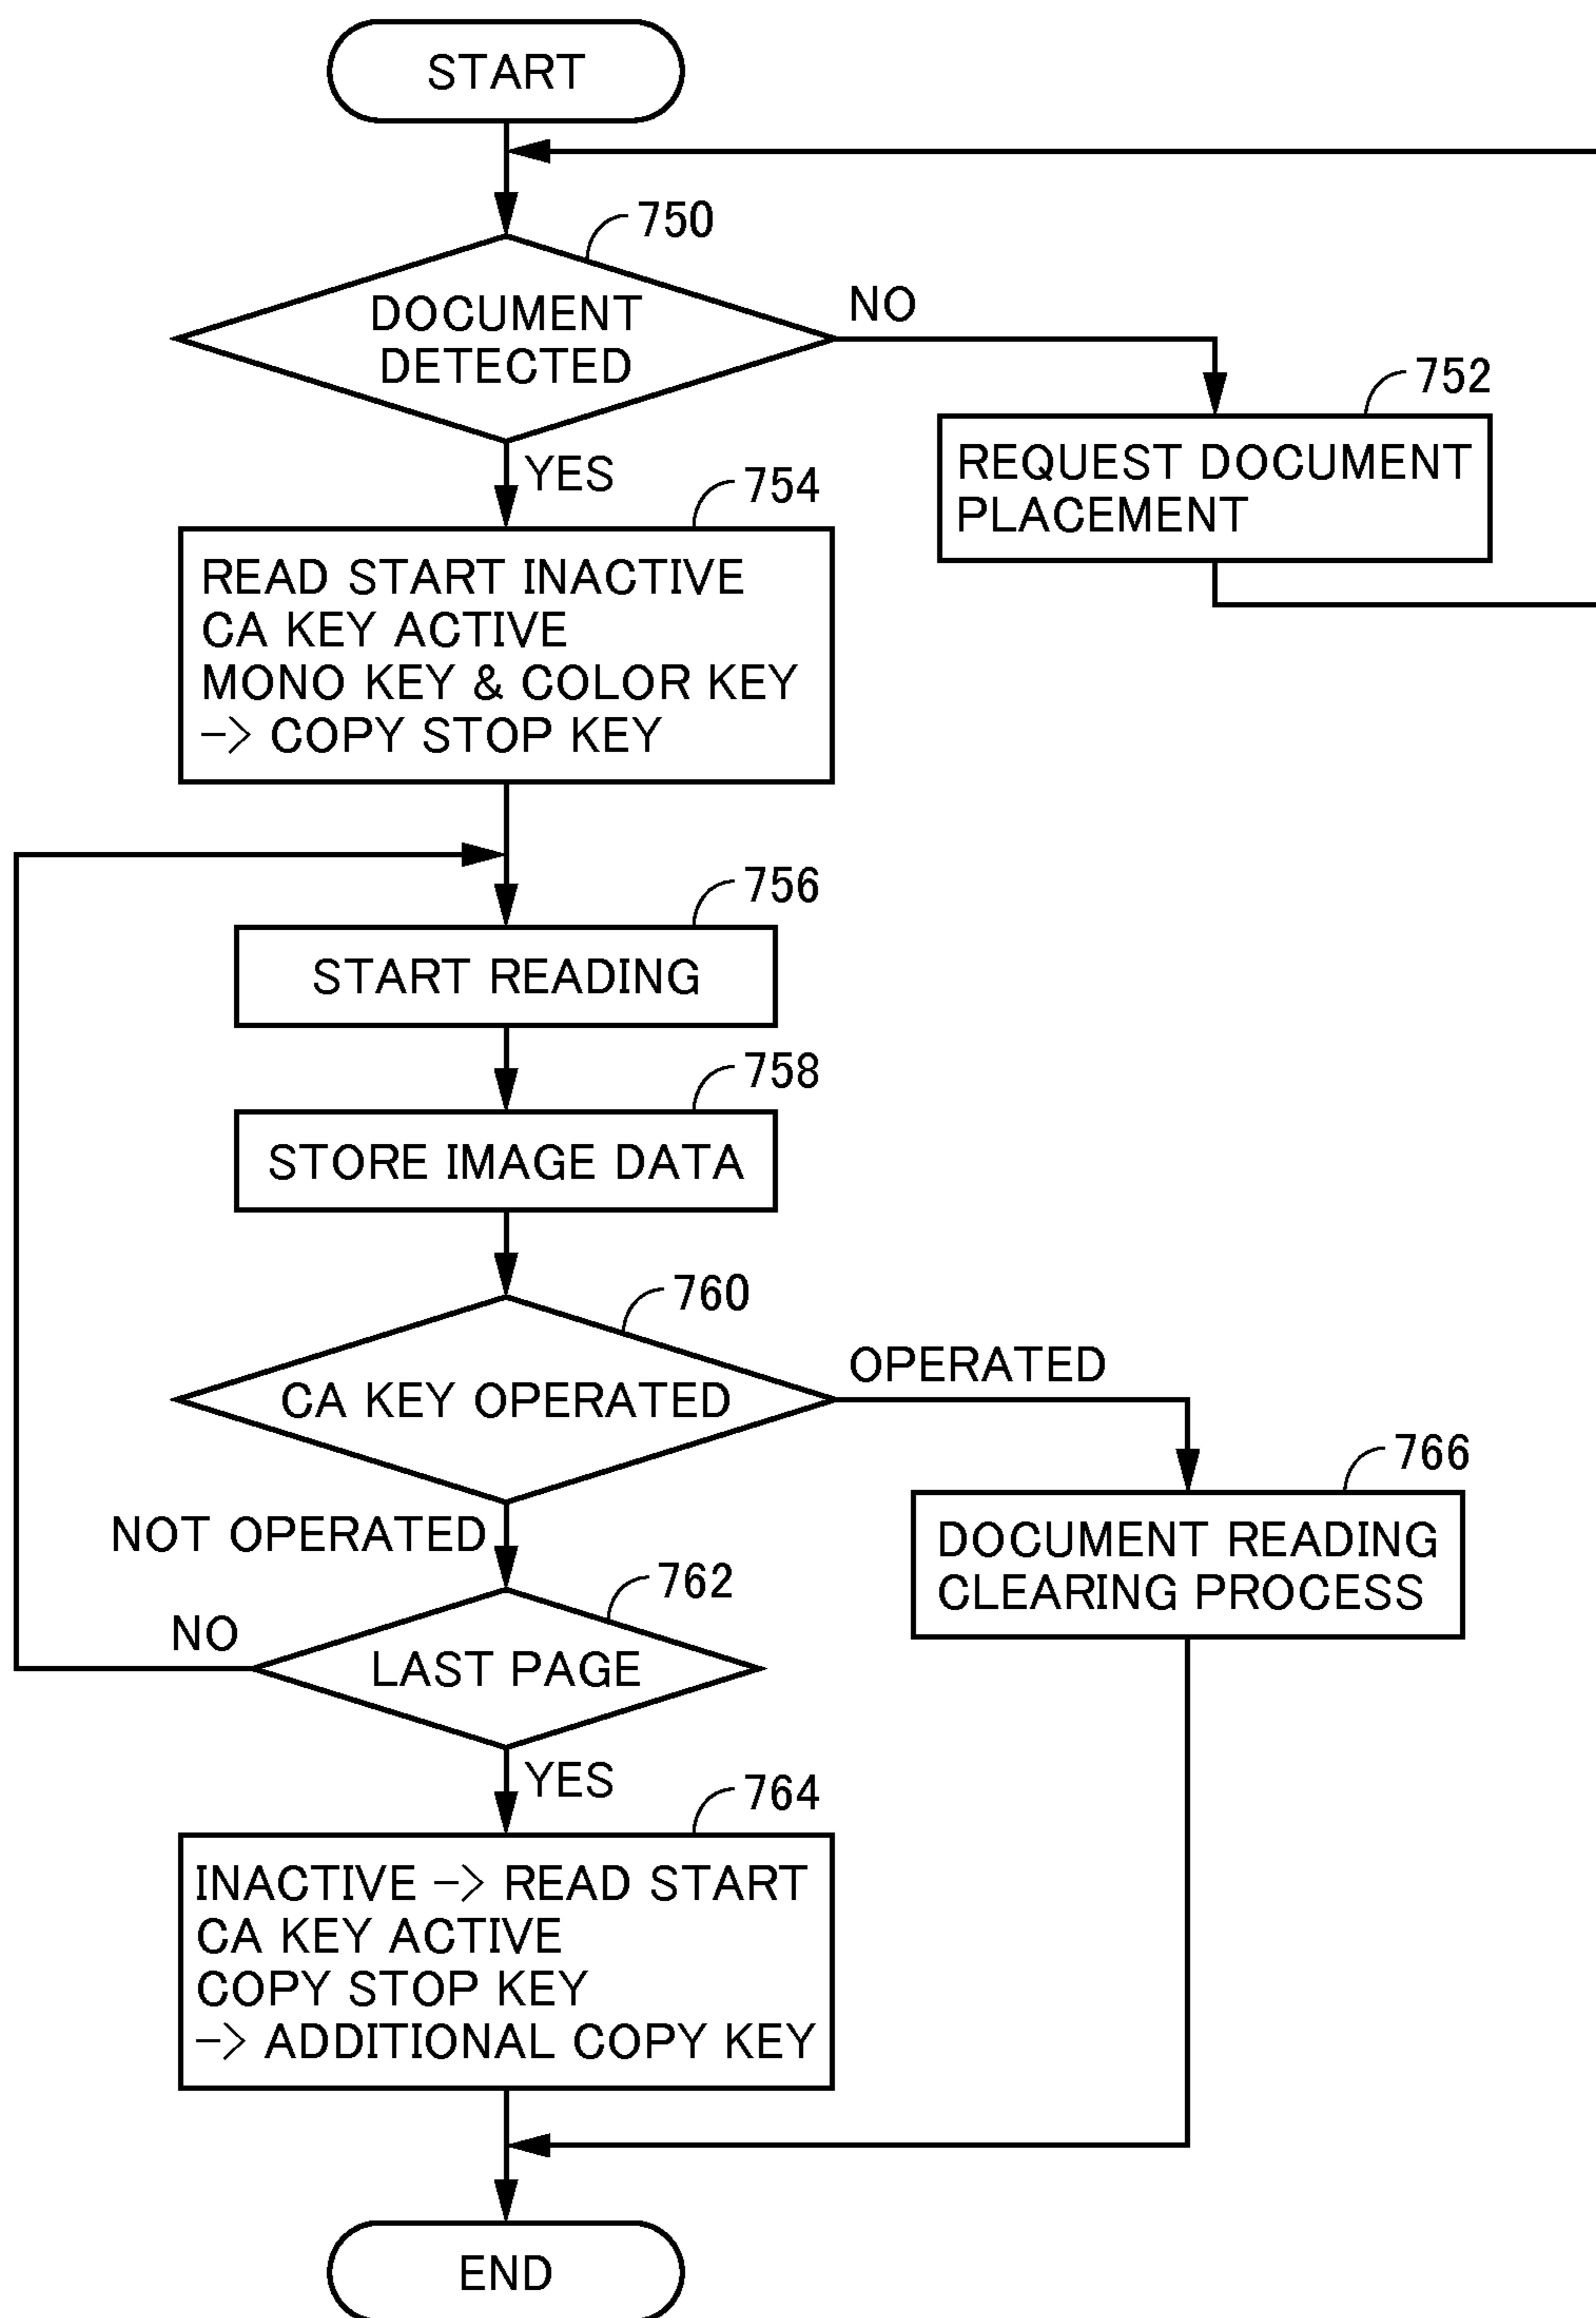 START
750
DOCUMENT
DETECTED
NO
752
REQUEST DOCUMENT
PLACEMENT
YES
754
READ START INACTIVE
CA KEY ACTIVE
MONO KEY & COLOR KEY
–> COPY STOP KEY
756
START READING
758
STORE IMAGE DATA
760
CA KEY OPERATED
OPERATED
766
DOCUMENT READING
CLEARING PROCESS
NOT OPERATED
762
LAST PAGE
NO
YES
764
INACTIVE –> READ START
CA KEY ACTIVE
COPY STOP KEY
–> ADDITIONAL COPY KEY
END